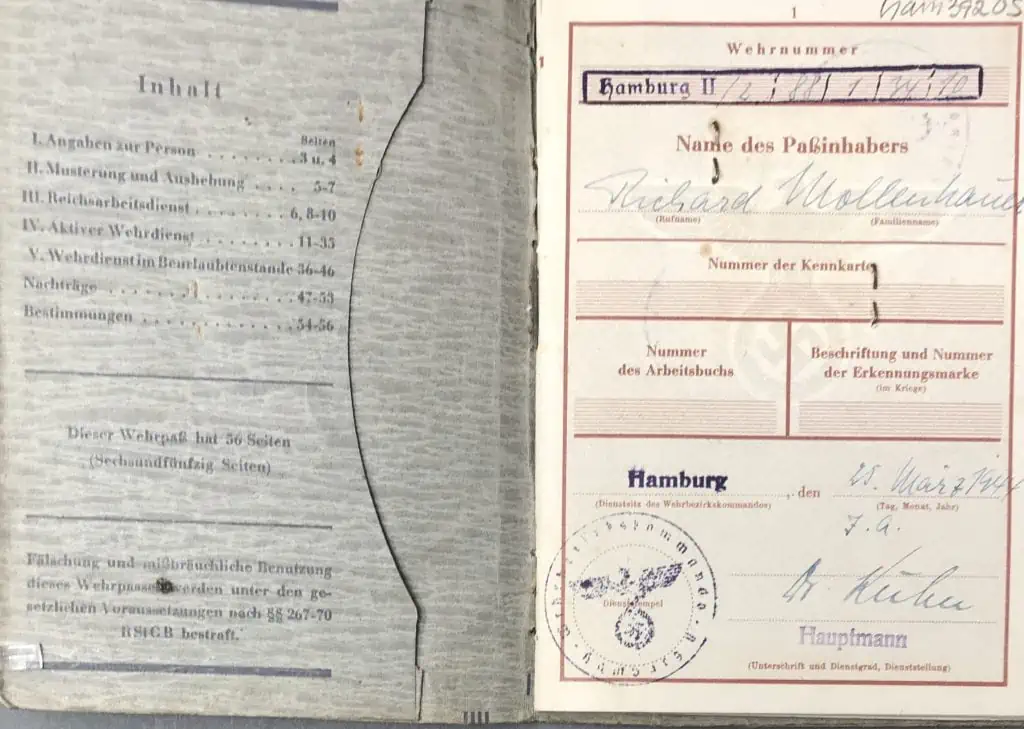 Inhalt
Seiten
I. Angaben zur Person . . . . . . . 3 u. 4
II. Musterung und Aushebung . . . . 5-7
III. Reichsarbeitsdienst . . . . . . . 6, 8-10
IV. Aktiver Wehrdienst . . . . . . . 11-35
V. Wehrdienst im Beurlaubtenstande 36-46
Nachträge . . . . . . . . . . . . 47-53
Bestimmungen . . . . . . . . . . . 54-56
Dieser Wehrpaß hat 56 Seiten
(Sechsundfünfzig Seiten)
Fälschung und mißbräuchliche Benutzung
dieses Wehrpasses werden unter den ge-
setzlichen Voraussetzungen nach §§ 267-70
RStGB bestraft.
1
Wehrnummer
Hamburg II
Name des Paßinhabers
Richard Mollenhauer
(Rufname) (Familienname)
Nummer der Kennkarte
Nummer
des Arbeitsbuchs
Beschriftung und Nummer
der Erkennungsmarke
(im Kriege)
Hamburg, den 25. März 1944
(Dienstsitz des Wehrbezirkskommandos) (Tag, Monat, Jahr)
J. A.
Dienststempel
Dr Kuhn
Hauptmann
(Unterschrift und Dienstgrad, Dienststellung)